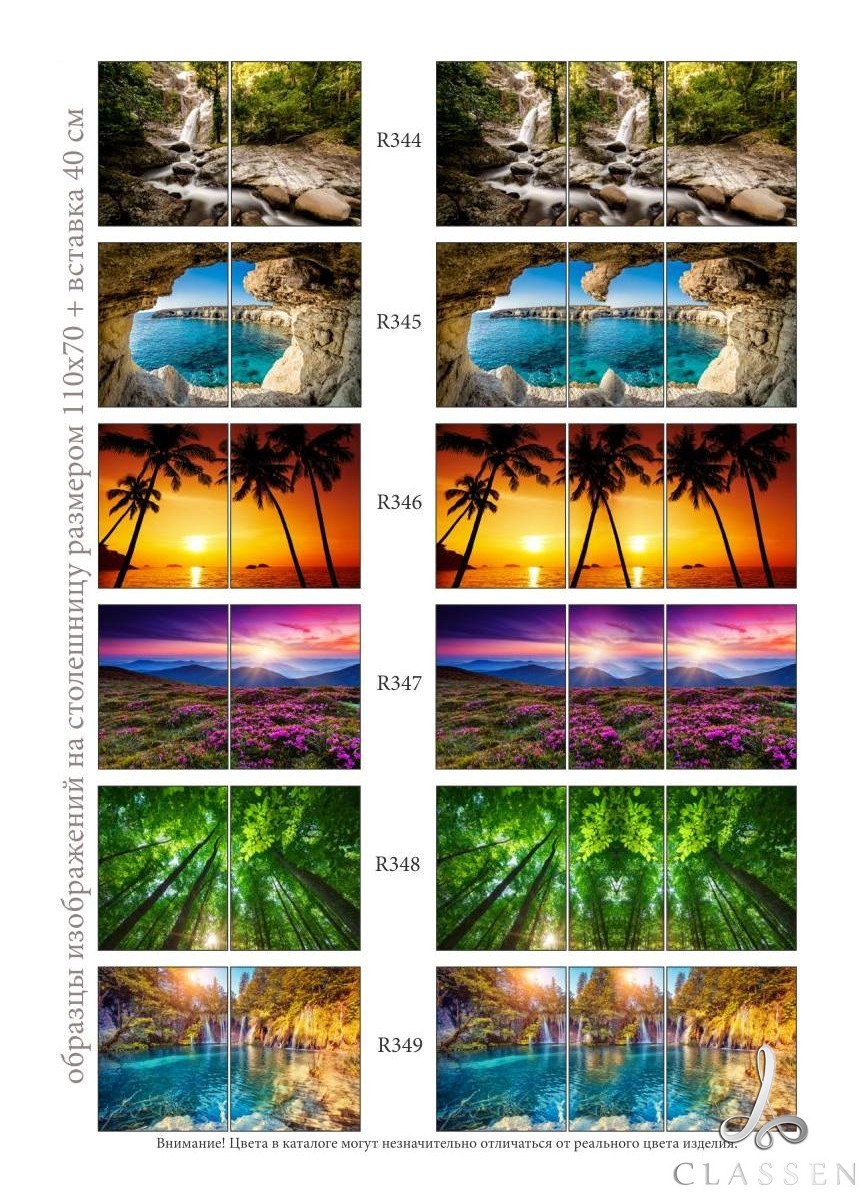 образцы изображений на столешницу размером 110x70 + вставка 40 см
R344
R345
R346
R347
R348
R349
Внимание! Цвета в каталоге могут незначительно отличаться от реального цвета изделия.
CLASSEN